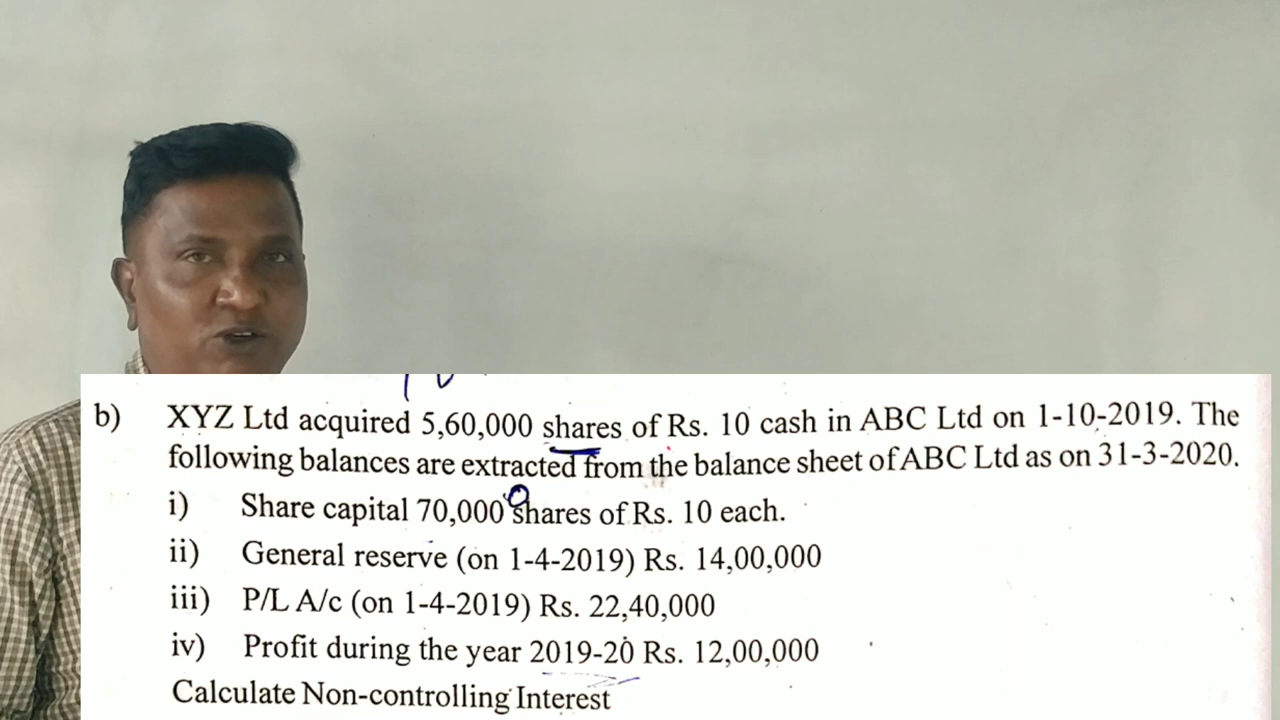 b) XYZ Ltd acquired 5,60,000 shares of Rs. 10 cash in ABC Ltd on 1-10-2019. The
following balances are extracted from the balance sheet of ABC Ltd as on 31-3-2020.
i) Share capital 70,000 shares of Rs. 10 each.
ii) General reserve (on 1-4-2019) Rs. 14,00,000
iii) P/L A/c (on 1-4-2019) Rs. 22,40,000
iv) Profit during the year 2019-20 Rs. 12,00,000
Calculate Non-controlling Interest